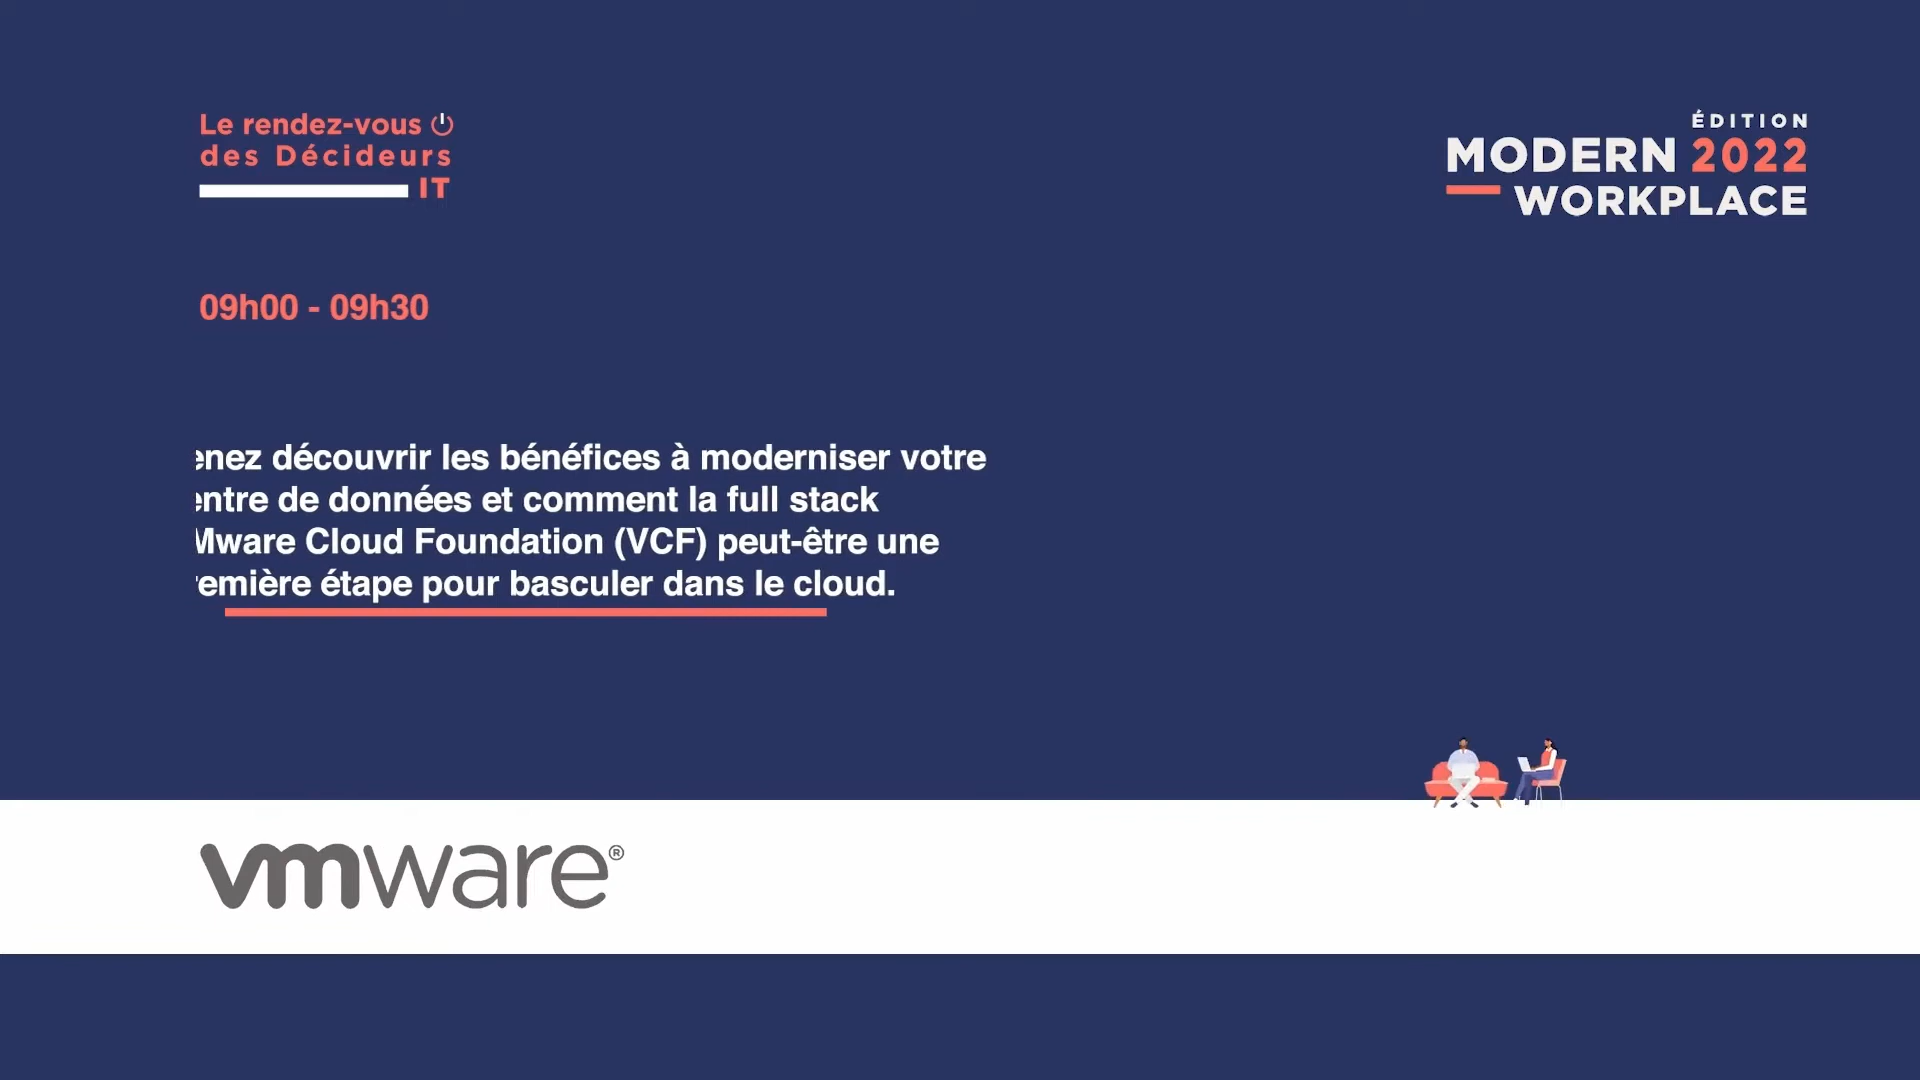 Le rendez-vous
des Décideurs
IT
ÉDITION
MODERN 2022
WORKPLACE
09h00 - 09h30
enez découvrir les bénéfices à moderniser votre
entre de données et comment la full stack
Mware Cloud Foundation (VCF) peut-être une
remière étape pour basculer dans le cloud.
vmware®